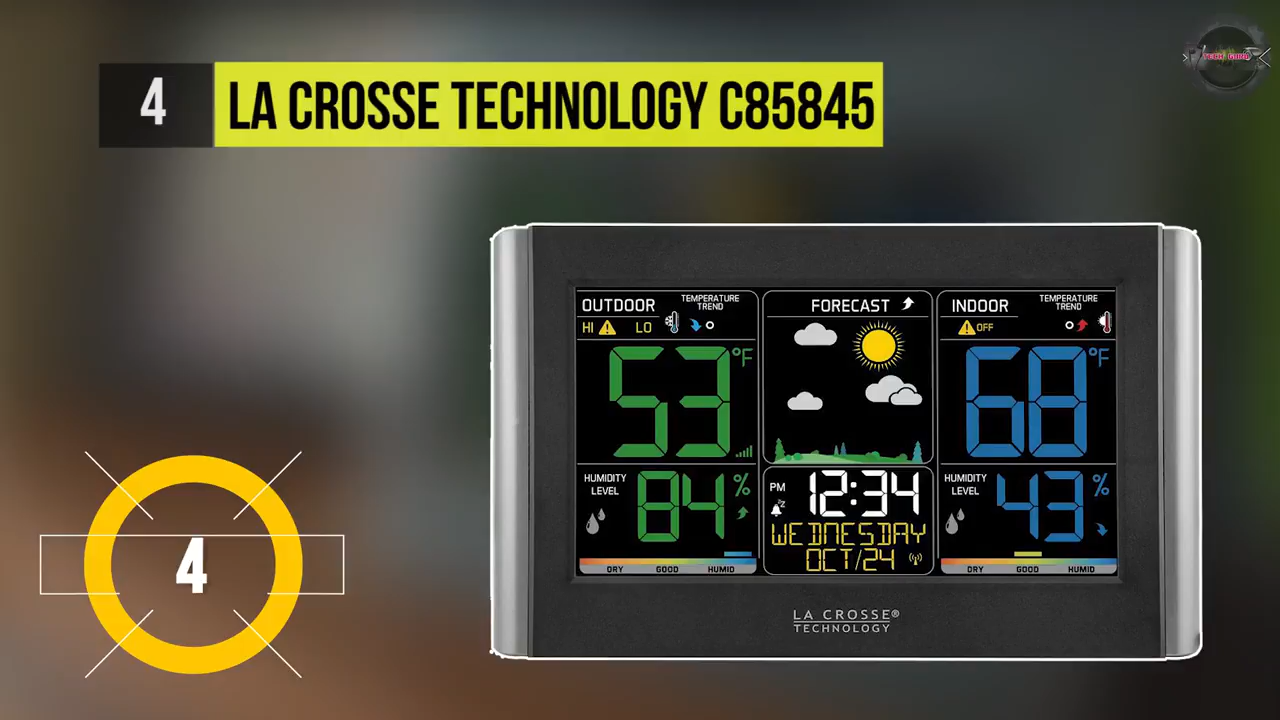 4 LA CROSSE TECHNOLOGY C85845
TECH GURU
OUTDOOR
TEMPERATURE
TREND
HI LO
53 °F
HUMIDITY
LEVEL
84 %
DRY GOOD HUMID
FORECAST
PM 12:34
WEDNESDAY
OCT/24
INDOOR
TEMPERATURE
TREND
OFF
68 °F
HUMIDITY
LEVEL
43 %
DRY GOOD HUMID
LA CROSSE®
TECHNOLOGY
4